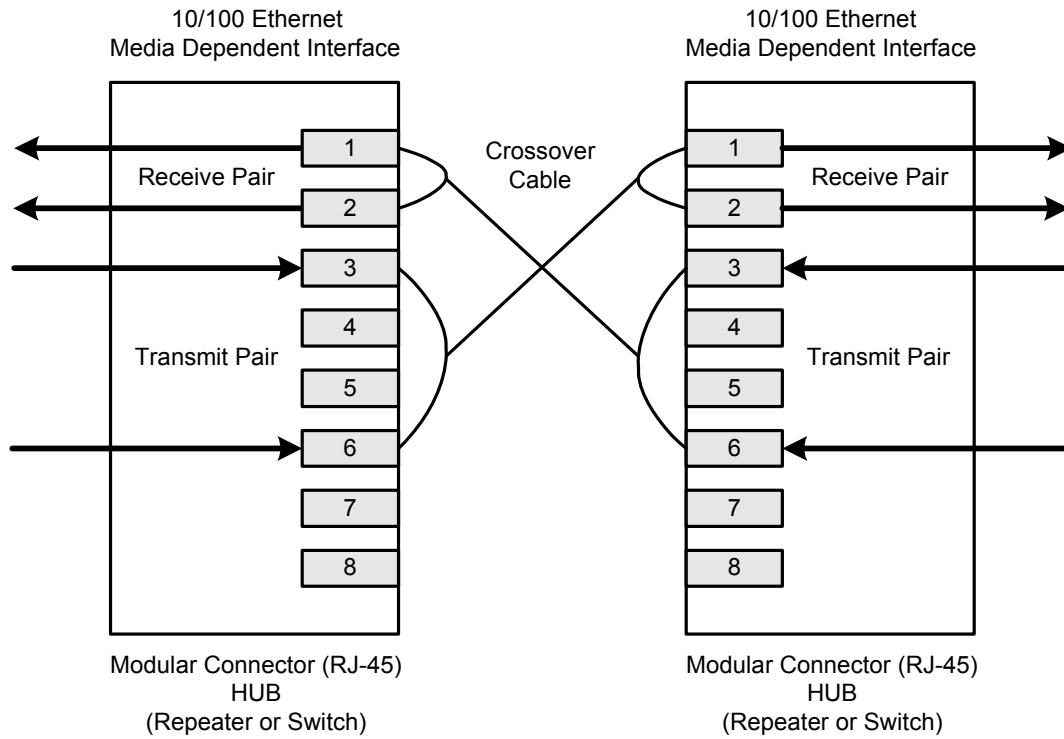 10/100 Ethernet
Media Dependent Interface
10/100 Ethernet
Media Dependent Interface
1
Receive Pair
2
3
4
Transmit Pair
5
6
7
8
Crossover
Cable
1
Receive Pair
2
3
4
Transmit Pair
5
6
7
8
Modular Connector (RJ-45)
HUB
(Repeater or Switch)
Modular Connector (RJ-45)
HUB
(Repeater or Switch)